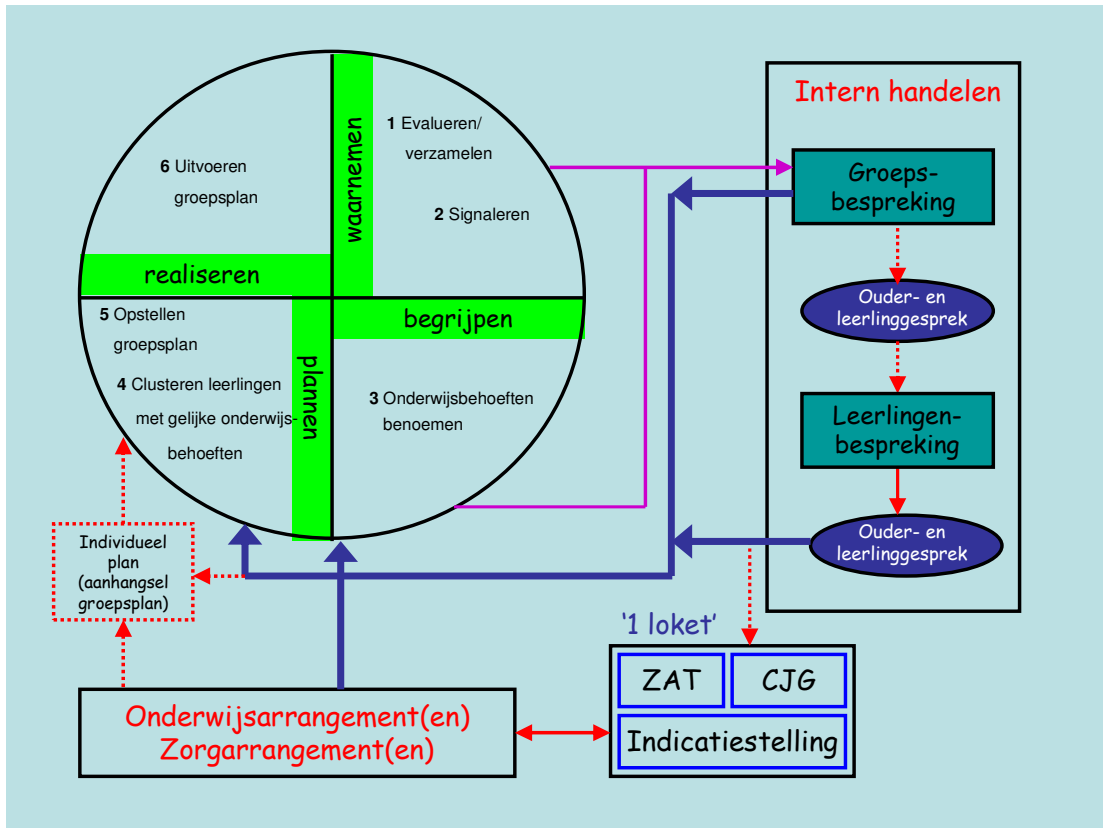 waarnemen
1 Evalueren/
verzamelen
2 Signaleren
6 Uitvoeren
groepsplan
realiseren
begrijpen
3 Onderwijsbehoeften
benoemen
plannen
5 Opstellen
groepsplan
4 Clusteren leerlingen
met gelijke onderwijs-
behoeften
Intern handelen
Groeps-
bespreking
Ouder- en
leerlinggesprek
Leerlingen-
bespreking
Ouder- en
leerlinggesprek
Individueel
plan
(aanhangsel
groepsplan)
'1 loket'
ZAT
CJG
Indicatiestelling
Onderwijsarrangement(en)
Zorgarrangement(en)